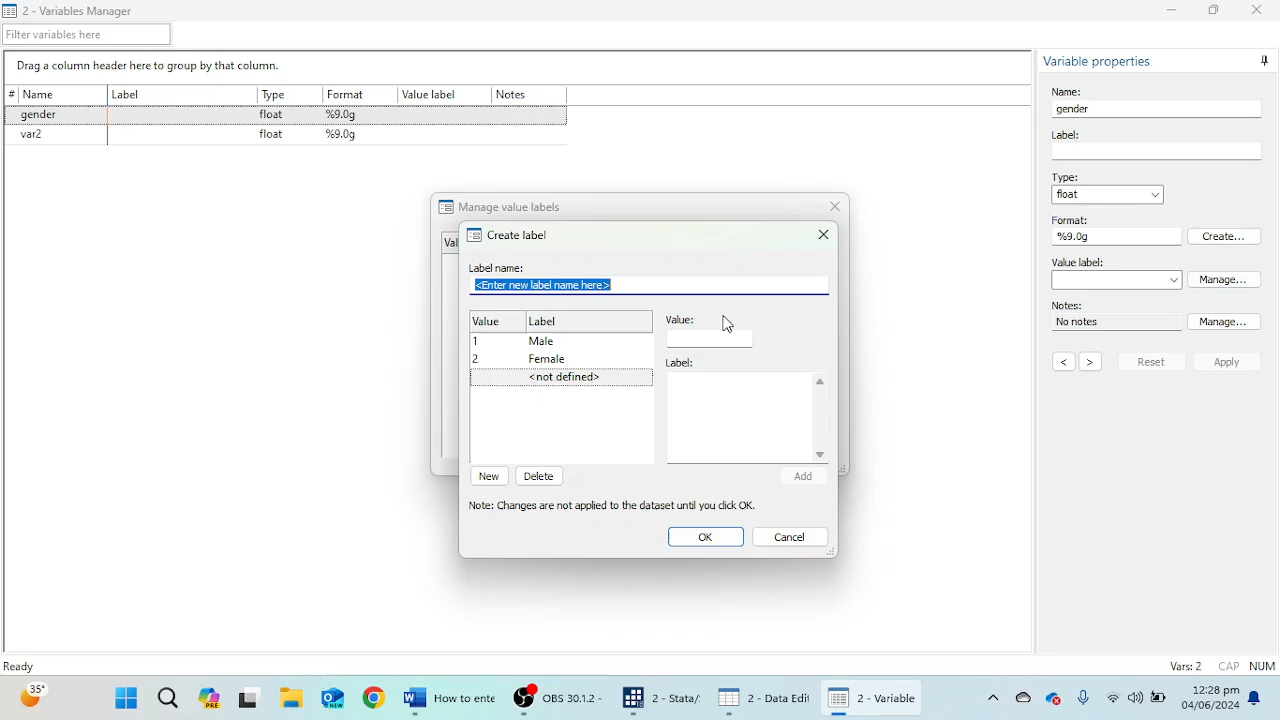 2 - Variables Manager
Filter variables here
Drag a column header here to group by that column.
# Name Label Type Format Value label Notes
gender float %9.0g
var2 float %9.0g
Variable properties
Name:
gender
Label:
Type:
float
Format:
%9.0g Create...
Value label:
Manage...
Notes:
No notes Manage...
< > Reset Apply
Manage value labels
Val
Create label
Label name:
<Enter new label name here>
Value Label
1 Male
2 Female
<not defined>
Value:
Label:
New Delete Add
Note: Changes are not applied to the dataset until you click OK.
OK Cancel
Ready Vars: 2 CAP NUM
35° PRE NEW How to ente OBS 30.1.2 - 2 - Stata/ 2 - Data Edit 2 - Variable 12:28 pm
04/06/2024